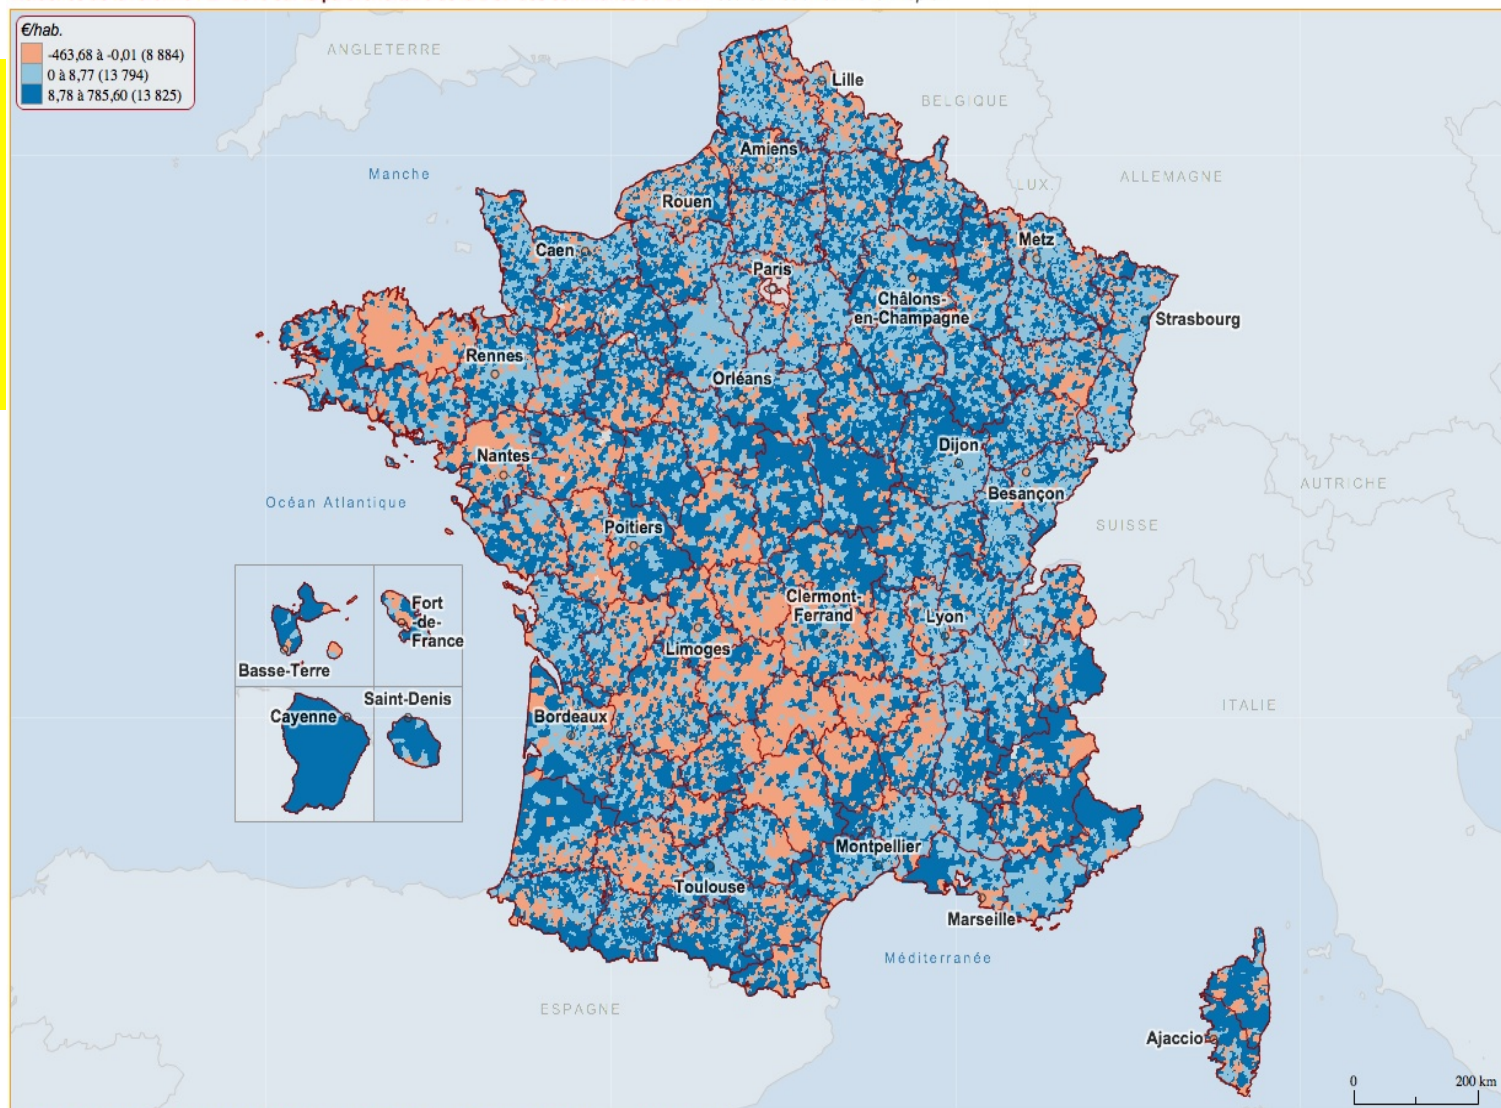 €/hab.
-463,68 à -0,01 (8 884)
0 à 8,77 (13 794)
8,78 à 785,60 (13 825)
ANGLETERRE
Lille
BELGIQUE
Amiens
Manche
LUX.
ALLEMAGNE
Rouen
Metz
Caen
Paris
Châlons-
en-Champagne
Strasbourg
Rennes
Orléans
Dijon
Nantes
Besançon
AUTRICHE
Océan Atlantique
Poitiers
SUISSE
Clermont-
Ferrand
Fort
-de-
France
Lyon
Limoges
Basse-Terre
Saint-Denis
Cayenne
Bordeaux
ITALIE
Montpellier
Toulouse
Marseille
Méditerranée
ESPAGNE
Ajaccio
0 200 km